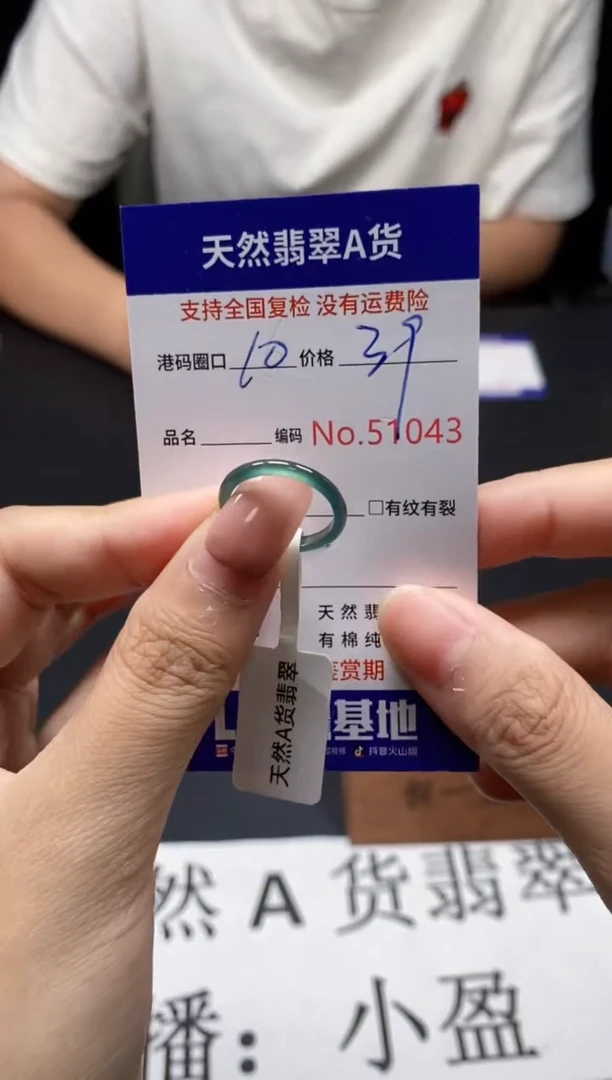 天然翡翠A货
支持全国复检 没有运费险
港码圈口 10 价格 39
品名 编码 No.51043
□有纹有裂
天然翡
有棉纯
赏期
基地
抖音火山版
天然A货翡翠
然A货翡翠
播：小盈